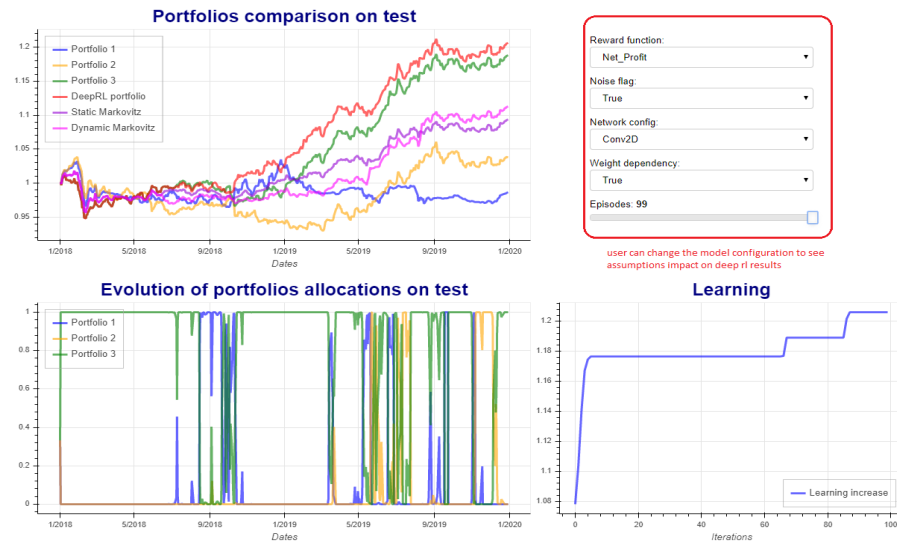 Portfolios comparison on test
1.2
1.15
1.1
1.05
1
0.95
Portfolio 1
Portfolio 2
Portfolio 3
DeepRL portfolio
Static Markovitz
Dynamic Markovitz
1/2018 5/2018 9/2018 1/2019 5/2019 9/2019 1/2020
Dates
Reward function:
Net_Profit
Noise flag:
True
Network config:
Conv2D
Weight dependency:
True
Episodes: 99
user can change the model configuration to see
assumptions impact on deep rl results
Evolution of portfolios allocations on test
1
0.8
0.6
0.4
0.2
0
Portfolio 1
Portfolio 2
Portfolio 3
1/2018 5/2018 9/2018 1/2019 5/2019 9/2019 1/2020
Dates
Learning
1.2
1.18
1.16
1.14
1.12
1.1
1.08
Learning increase
0 20 40 60 80 100
Iterations